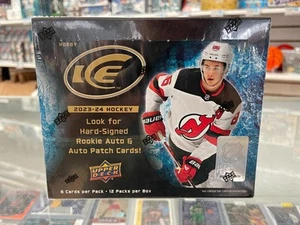 HOBBY
ICE
2023-24 HOCKEY
Look for
Hard-Signed
Rookie Auto &
Auto Patch Cards!
UPPER
DECK
6 Cards per Pack • 12 Packs per Box